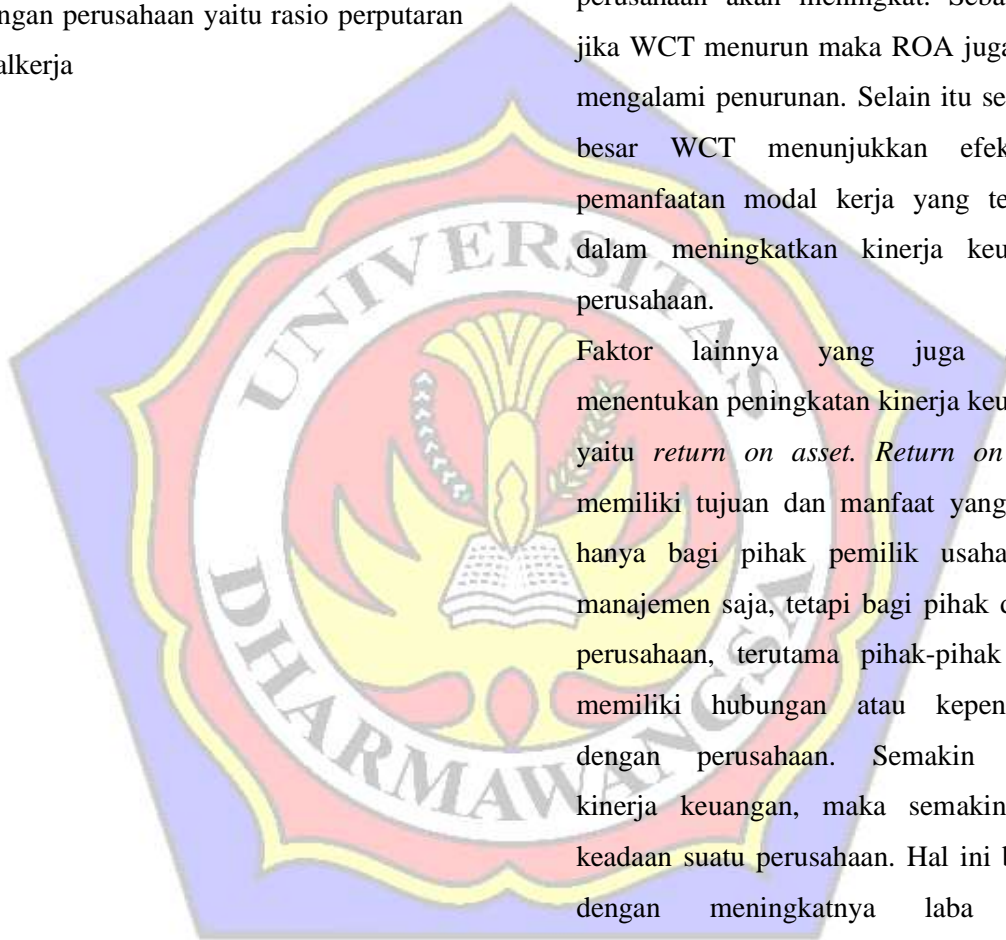 ngan perusahaan yaitu rasio perputaran
alkerja
perusahaan akan meningkat. Seba
jika WCT menurun maka ROA juga
mengalami penurunan. Selain itu se
besar WCT menunjukkan efek
pemanfaatan modal kerja yang te
dalam meningkatkan kinerja keu
perusahaan.
Faktor lainnya yang juga
menentukan peningkatan kinerja keu
yaitu return on asset. Return on
memiliki tujuan dan manfaat yang
hanya bagi pihak pemilik usaha
manajemen saja, tetapi bagi pihak d
perusahaan, terutama pihak-pihak
memiliki hubungan atau kepen
dengan perusahaan. Semakin
kinerja keuangan, maka semakin
keadaan suatu perusahaan. Hal ini b
dengan meningkatnya laba
UNIVERSITAS
DHARMAWANGSA